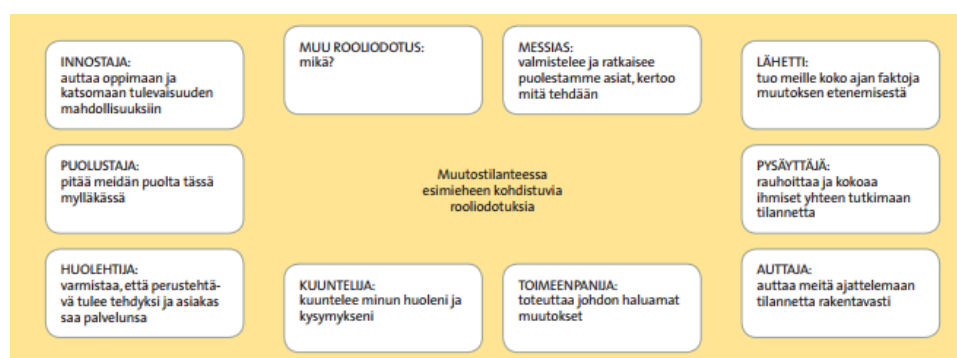 INNOSTAJA:
auttaa oppimaan ja
katsomaan tulevaisuuden
mahdollisuuksiin
MUU ROOLIODOTUS:
mikä?
MESSIAS:
valmistelee ja ratkaisee
puolestamme asiat, kertoo
mitä tehdään
LÄHETTI:
tuo meille koko ajan faktoja
muutoksen etenemisestä
PUOLUSTAJA:
pitää meidän puolta tässä
mylläkässä
Muutostilanteessa
esimieheen kohdistuvia
rooliodotuksia
PYSÄYTTÄJÄ:
rauhoittaa ja kokoaa
ihmiset yhteen tutkimaan
tilannetta
HUOLEHTIJA:
varmistaa, että perustehtä-
vä tulee tehdyksi ja asiakas
saa palvelunsa
KUUNTELIJA:
kuuntelee minun huoleni ja
kysymykseni
TOIMEENPANIJA:
toteuttaa johdon haluamat
muutokset
AUTTAJA:
auttaa meitä ajattelemaan
tilannetta rakentavasti